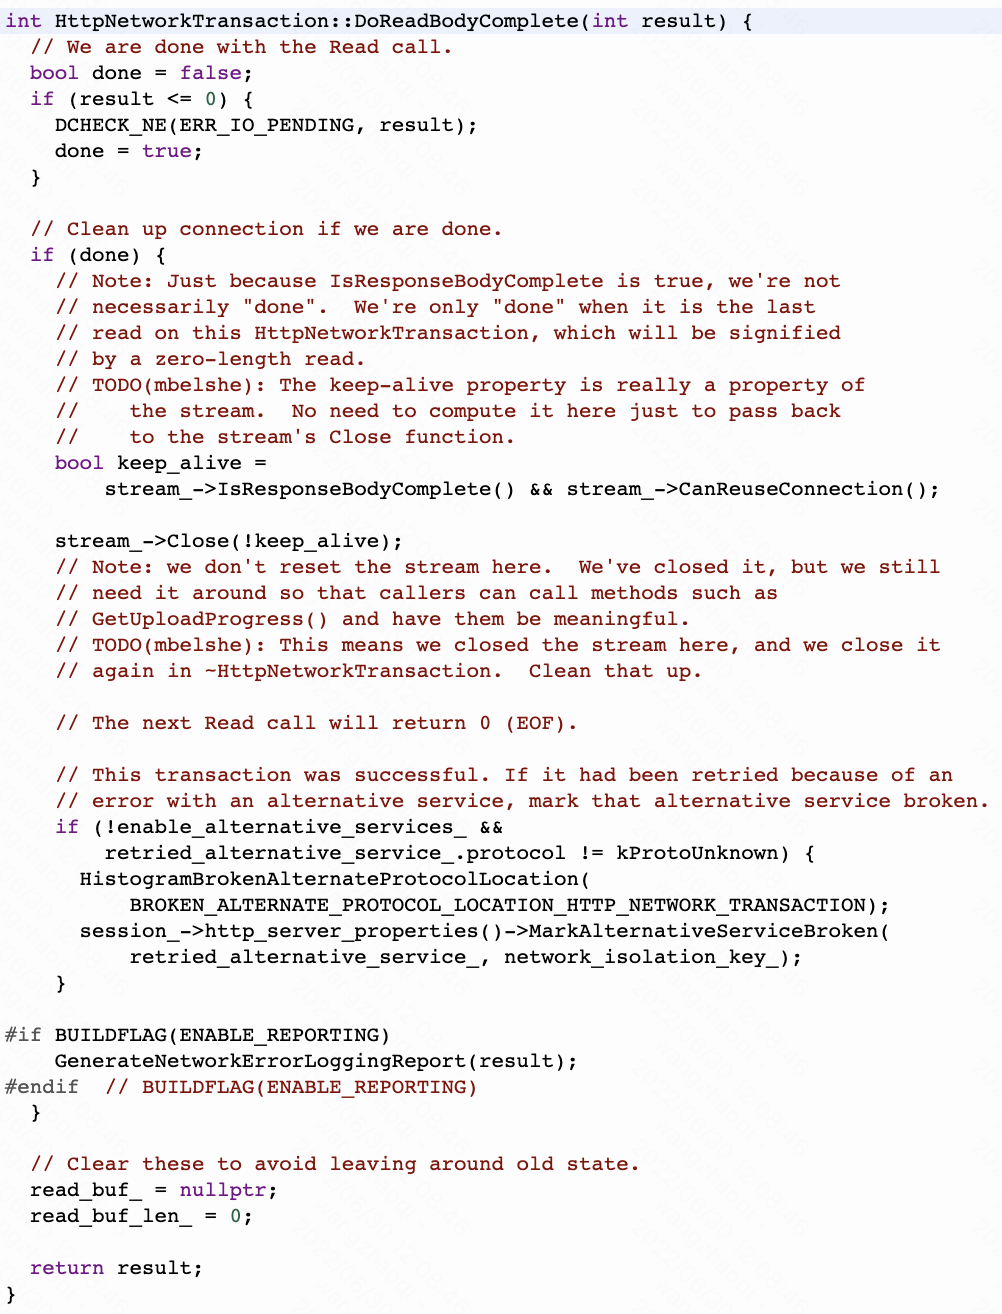 int HttpNetworkTransaction::DoReadBodyComplete(int result) {
  // We are done with the Read call.
  bool done = false;
  if (result <= 0) {
    DCHECK_NE(ERR_IO_PENDING, result);
    done = true;
  }

  // Clean up connection if we are done.
  if (done) {
    // Note: Just because IsResponseBodyComplete is true, we're not
    // necessarily "done".  We're only "done" when it is the last
    // read on this HttpNetworkTransaction, which will be signified
    // by a zero-length read.
    // TODO(mbelshe): The keep-alive property is really a property of
    //    the stream.  No need to compute it here just to pass back
    //    to the stream's Close function.
    bool keep_alive =
        stream_->IsResponseBodyComplete() && stream_->CanReuseConnection();

    stream_->Close(!keep_alive);
    // Note: we don't reset the stream here.  We've closed it, but we still
    // need it around so that callers can call methods such as
    // GetUploadProgress() and have them be meaningful.
    // TODO(mbelshe): This means we closed the stream here, and we close it
    // again in ~HttpNetworkTransaction.  Clean that up.

    // The next Read call will return 0 (EOF).

    // This transaction was successful. If it had been retried because of an
    // error with an alternative service, mark that alternative service broken.
    if (!enable_alternative_services_ &&
        retried_alternative_service_.protocol != kProtoUnknown) {
      HistogramBrokenAlternateProtocolLocation(
          BROKEN_ALTERNATE_PROTOCOL_LOCATION_HTTP_NETWORK_TRANSACTION);
      session_->http_server_properties()->MarkAlternativeServiceBroken(
          retried_alternative_service_, network_isolation_key_);
    }

#if BUILDFLAG(ENABLE_REPORTING)
    GenerateNetworkErrorLoggingReport(result);
#endif  // BUILDFLAG(ENABLE_REPORTING)
  }

  // Clear these to avoid leaving around old state.
  read_buf_ = nullptr;
  read_buf_len_ = 0;

  return result;
}